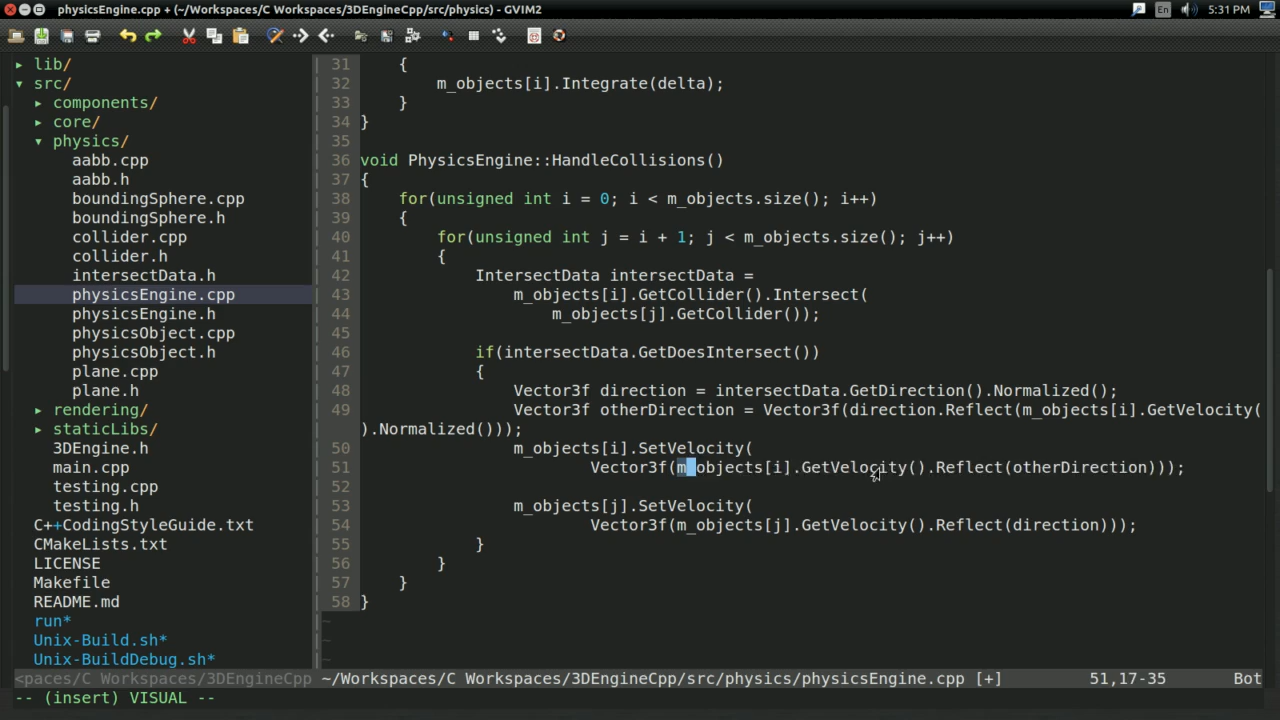 physicsEngine.cpp + (~/Workspaces/C Workspaces/3DEngineCpp/src/physics) - GVIM2
En
5:31 PM
▸ lib/
▾ src/
▸ components/
▸ core/
▾ physics/
aabb.cpp
aabb.h
boundingSphere.cpp
boundingSphere.h
collider.cpp
collider.h
intersectData.h
physicsEngine.cpp
physicsEngine.h
physicsObject.cpp
physicsObject.h
plane.cpp
plane.h
▸ rendering/
▸ staticLibs/
3DEngine.h
main.cpp
testing.cpp
testing.h
C++CodingStyleGuide.txt
CMakeLists.txt
LICENSE
Makefile
README.md
run*
Unix-Build.sh*
Unix-BuildDebug.sh*
31 {
32 m_objects[i].Integrate(delta);
33 }
34 }
35
36 void PhysicsEngine::HandleCollisions()
37 {
38 for(unsigned int i = 0; i < m_objects.size(); i++)
39 {
40 for(unsigned int j = i + 1; j < m_objects.size(); j++)
41 {
42 IntersectData intersectData =
43 m_objects[i].GetCollider().Intersect(
44 m_objects[j].GetCollider());
45
46 if(intersectData.GetDoesIntersect())
47 {
48 Vector3f direction = intersectData.GetDirection().Normalized();
49 Vector3f otherDirection = Vector3f(direction.Reflect(m_objects[i].GetVelocity(
).Normalized()));
50 m_objects[i].SetVelocity(
51 Vector3f(m_objects[i].GetVelocity().Reflect(otherDirection)));
52
53 m_objects[j].SetVelocity(
54 Vector3f(m_objects[j].GetVelocity().Reflect(direction)));
55 }
56 }
57 }
58 }
~
~
~
<paces/C Workspaces/3DEngineCpp ~/Workspaces/C Workspaces/3DEngineCpp/src/physics/physicsEngine.cpp [+] 51,17-35 Bot
-- (insert) VISUAL --